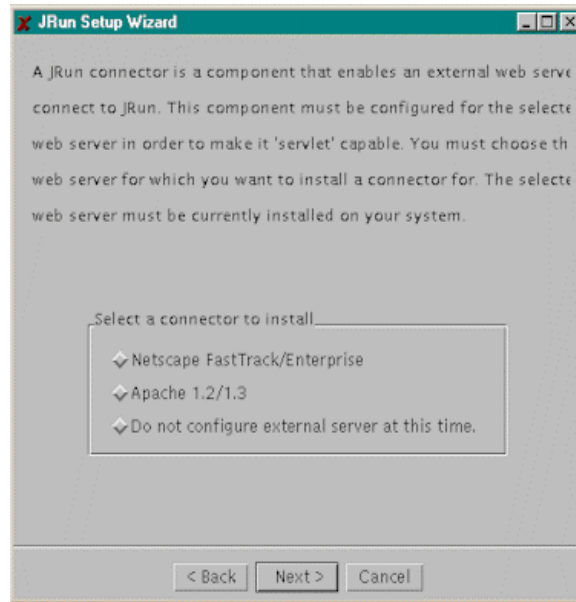 JRun Setup Wizard
A JRun connector is a component that enables an external web serve
connect to JRun. This component must be configured for the selecte
web server in order to make it 'servlet' capable. You must choose th
web server for which you want to install a connector for. The selecte
web server must be currently installed on your system.
Select a connector to install
Netscape FastTrack/Enterprise
Apache 1.2/1.3
Do not configure external server at this time.
< Back Next > Cancel